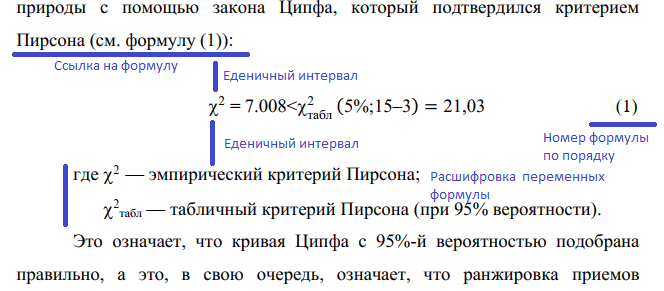 природы с помощью закона Ципфа, который подтвердился критерием
Пирсона (см. формулу (1)):
Ссылка на формулу
Еденичный интервал
χ² = 7.008<χ²табл (5%;15–3) = 21,03 (1)
Еденичный интервал
Номер формулы
по порядку
где χ² — эмпирический критерий Пирсона;
Расшифровка переменных
формулы
χ²табл — табличный критерий Пирсона (при 95% вероятности).
Это означает, что кривая Ципфа с 95%-й вероятностью подобрана
правильно, а это, в свою очередь, означает, что ранжировка приемов